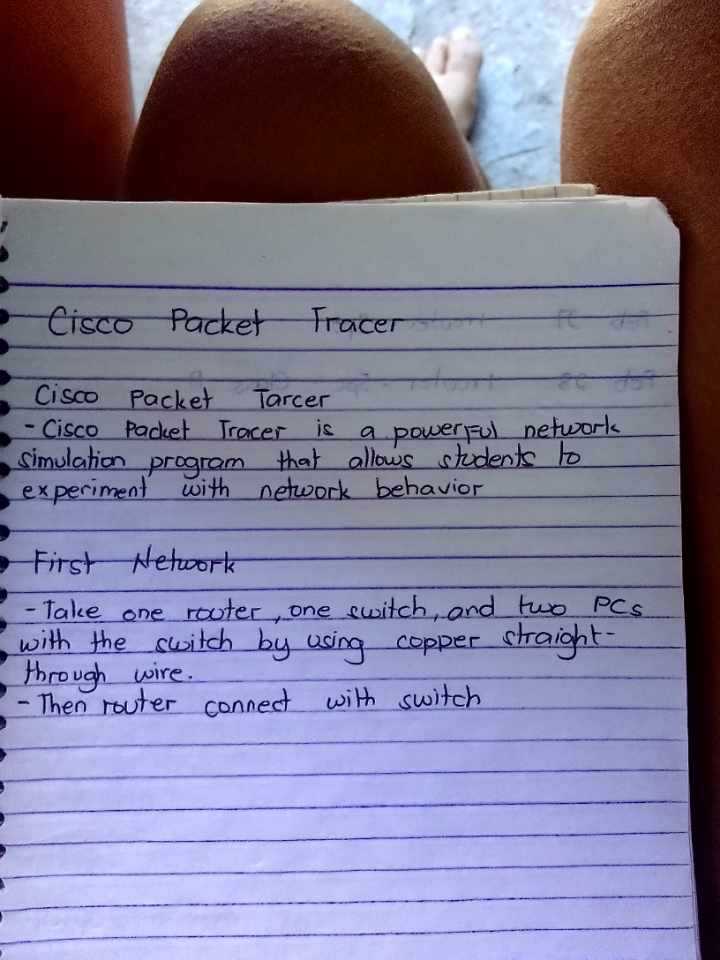 Cisco Packet Tracer
Cisco Packet Tarcer
- Cisco Packet Tracer is a powerful network
simulation program that allows students to
experiment with network behavior
First Network
- Take one router, one switch, and two PCs
with the switch by using copper straight-
through wire.
- Then router connect with switch